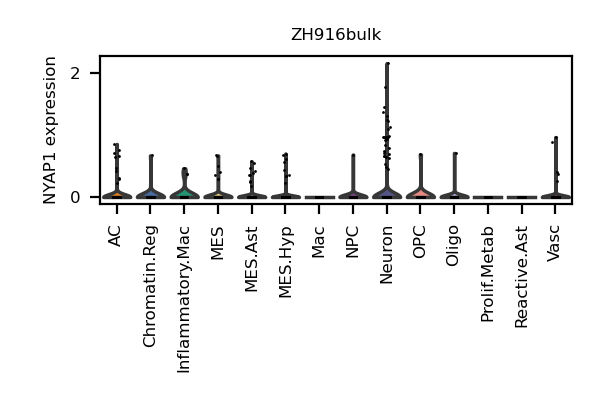 ZH916bulk
NYAP1 expression
2
0
AC
Chromatin.Reg
Inflammatory.Mac
MES
MES.Ast
MES.Hyp
Mac
NPC
Neuron
OPC
Oligo
Prolif.Metab
Reactive.Ast
Vasc